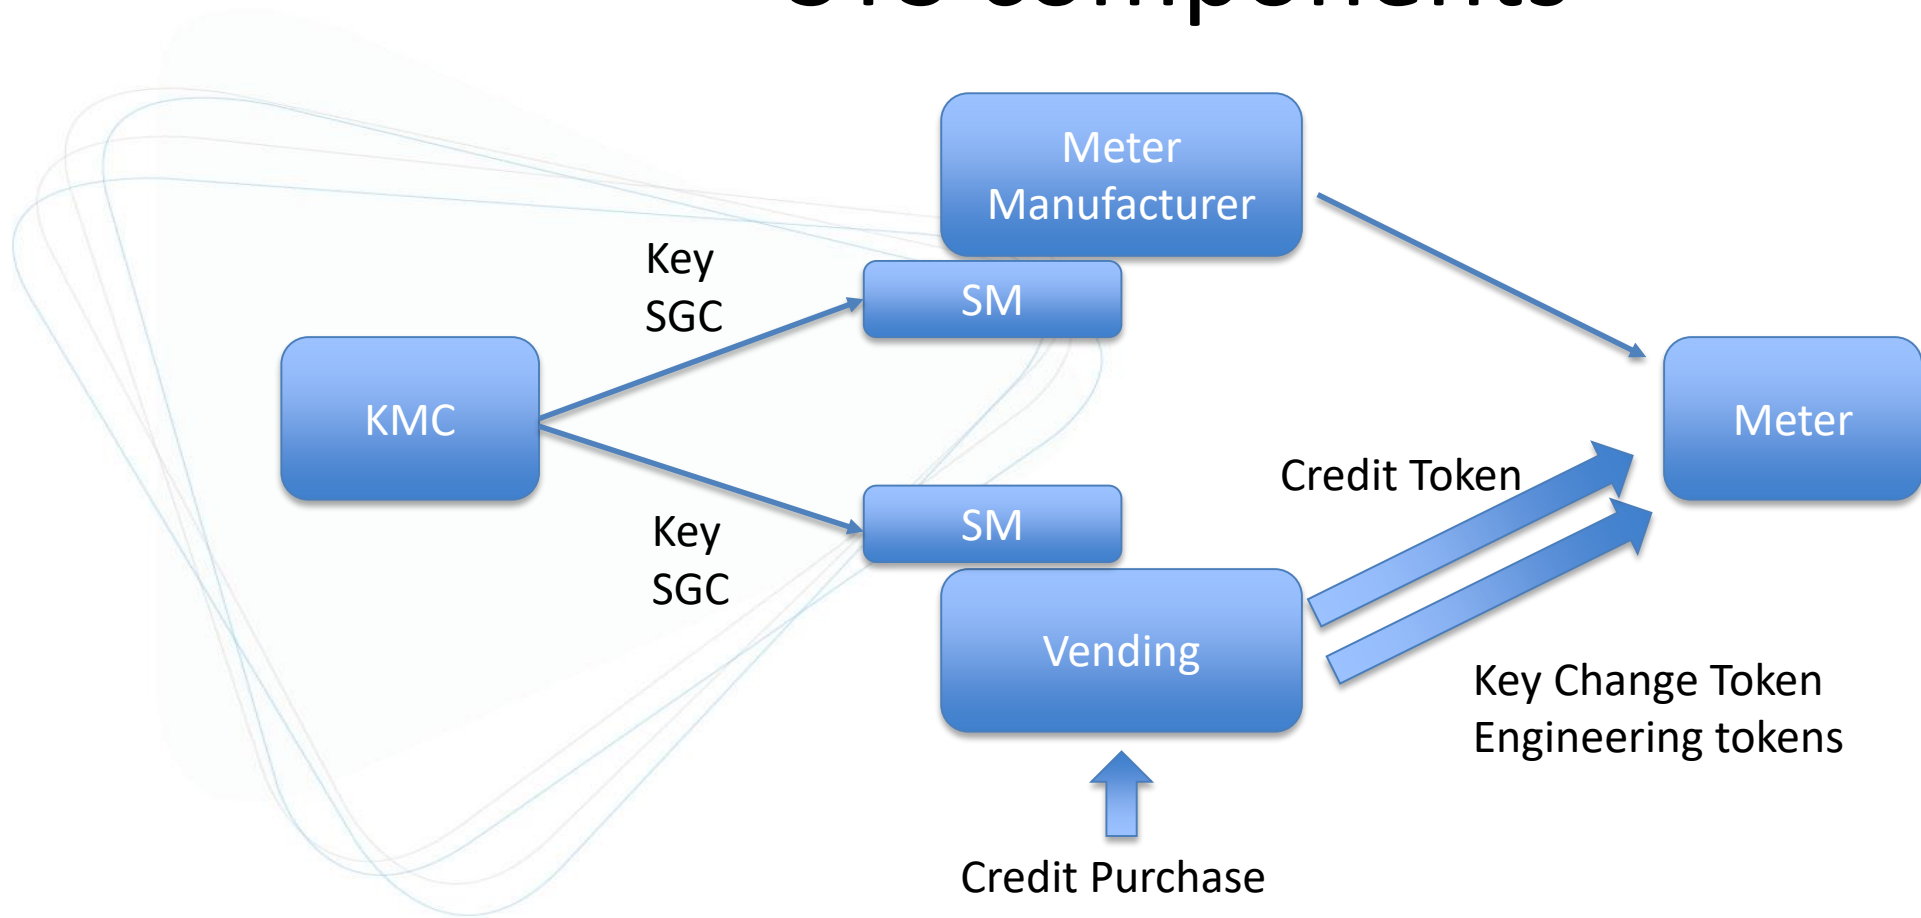 components
Meter
Manufacturer
Key
SGC
SM
KMC
Meter
Credit Token
SM
Key
SGC
Vending
Key Change Token
Engineering tokens
Credit Purchase